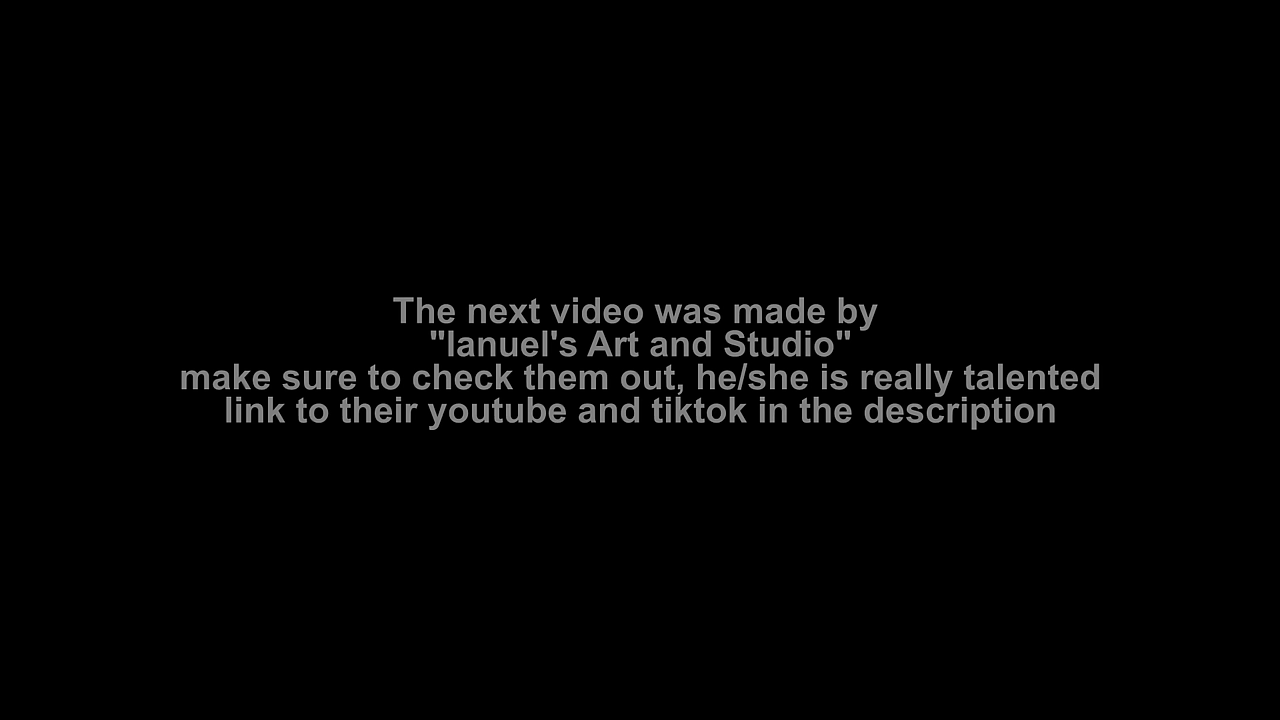 The next video was made by
"Ianuel's Art and Studio"
make sure to check them out, he/she is really talented
link to their youtube and tiktok in the description